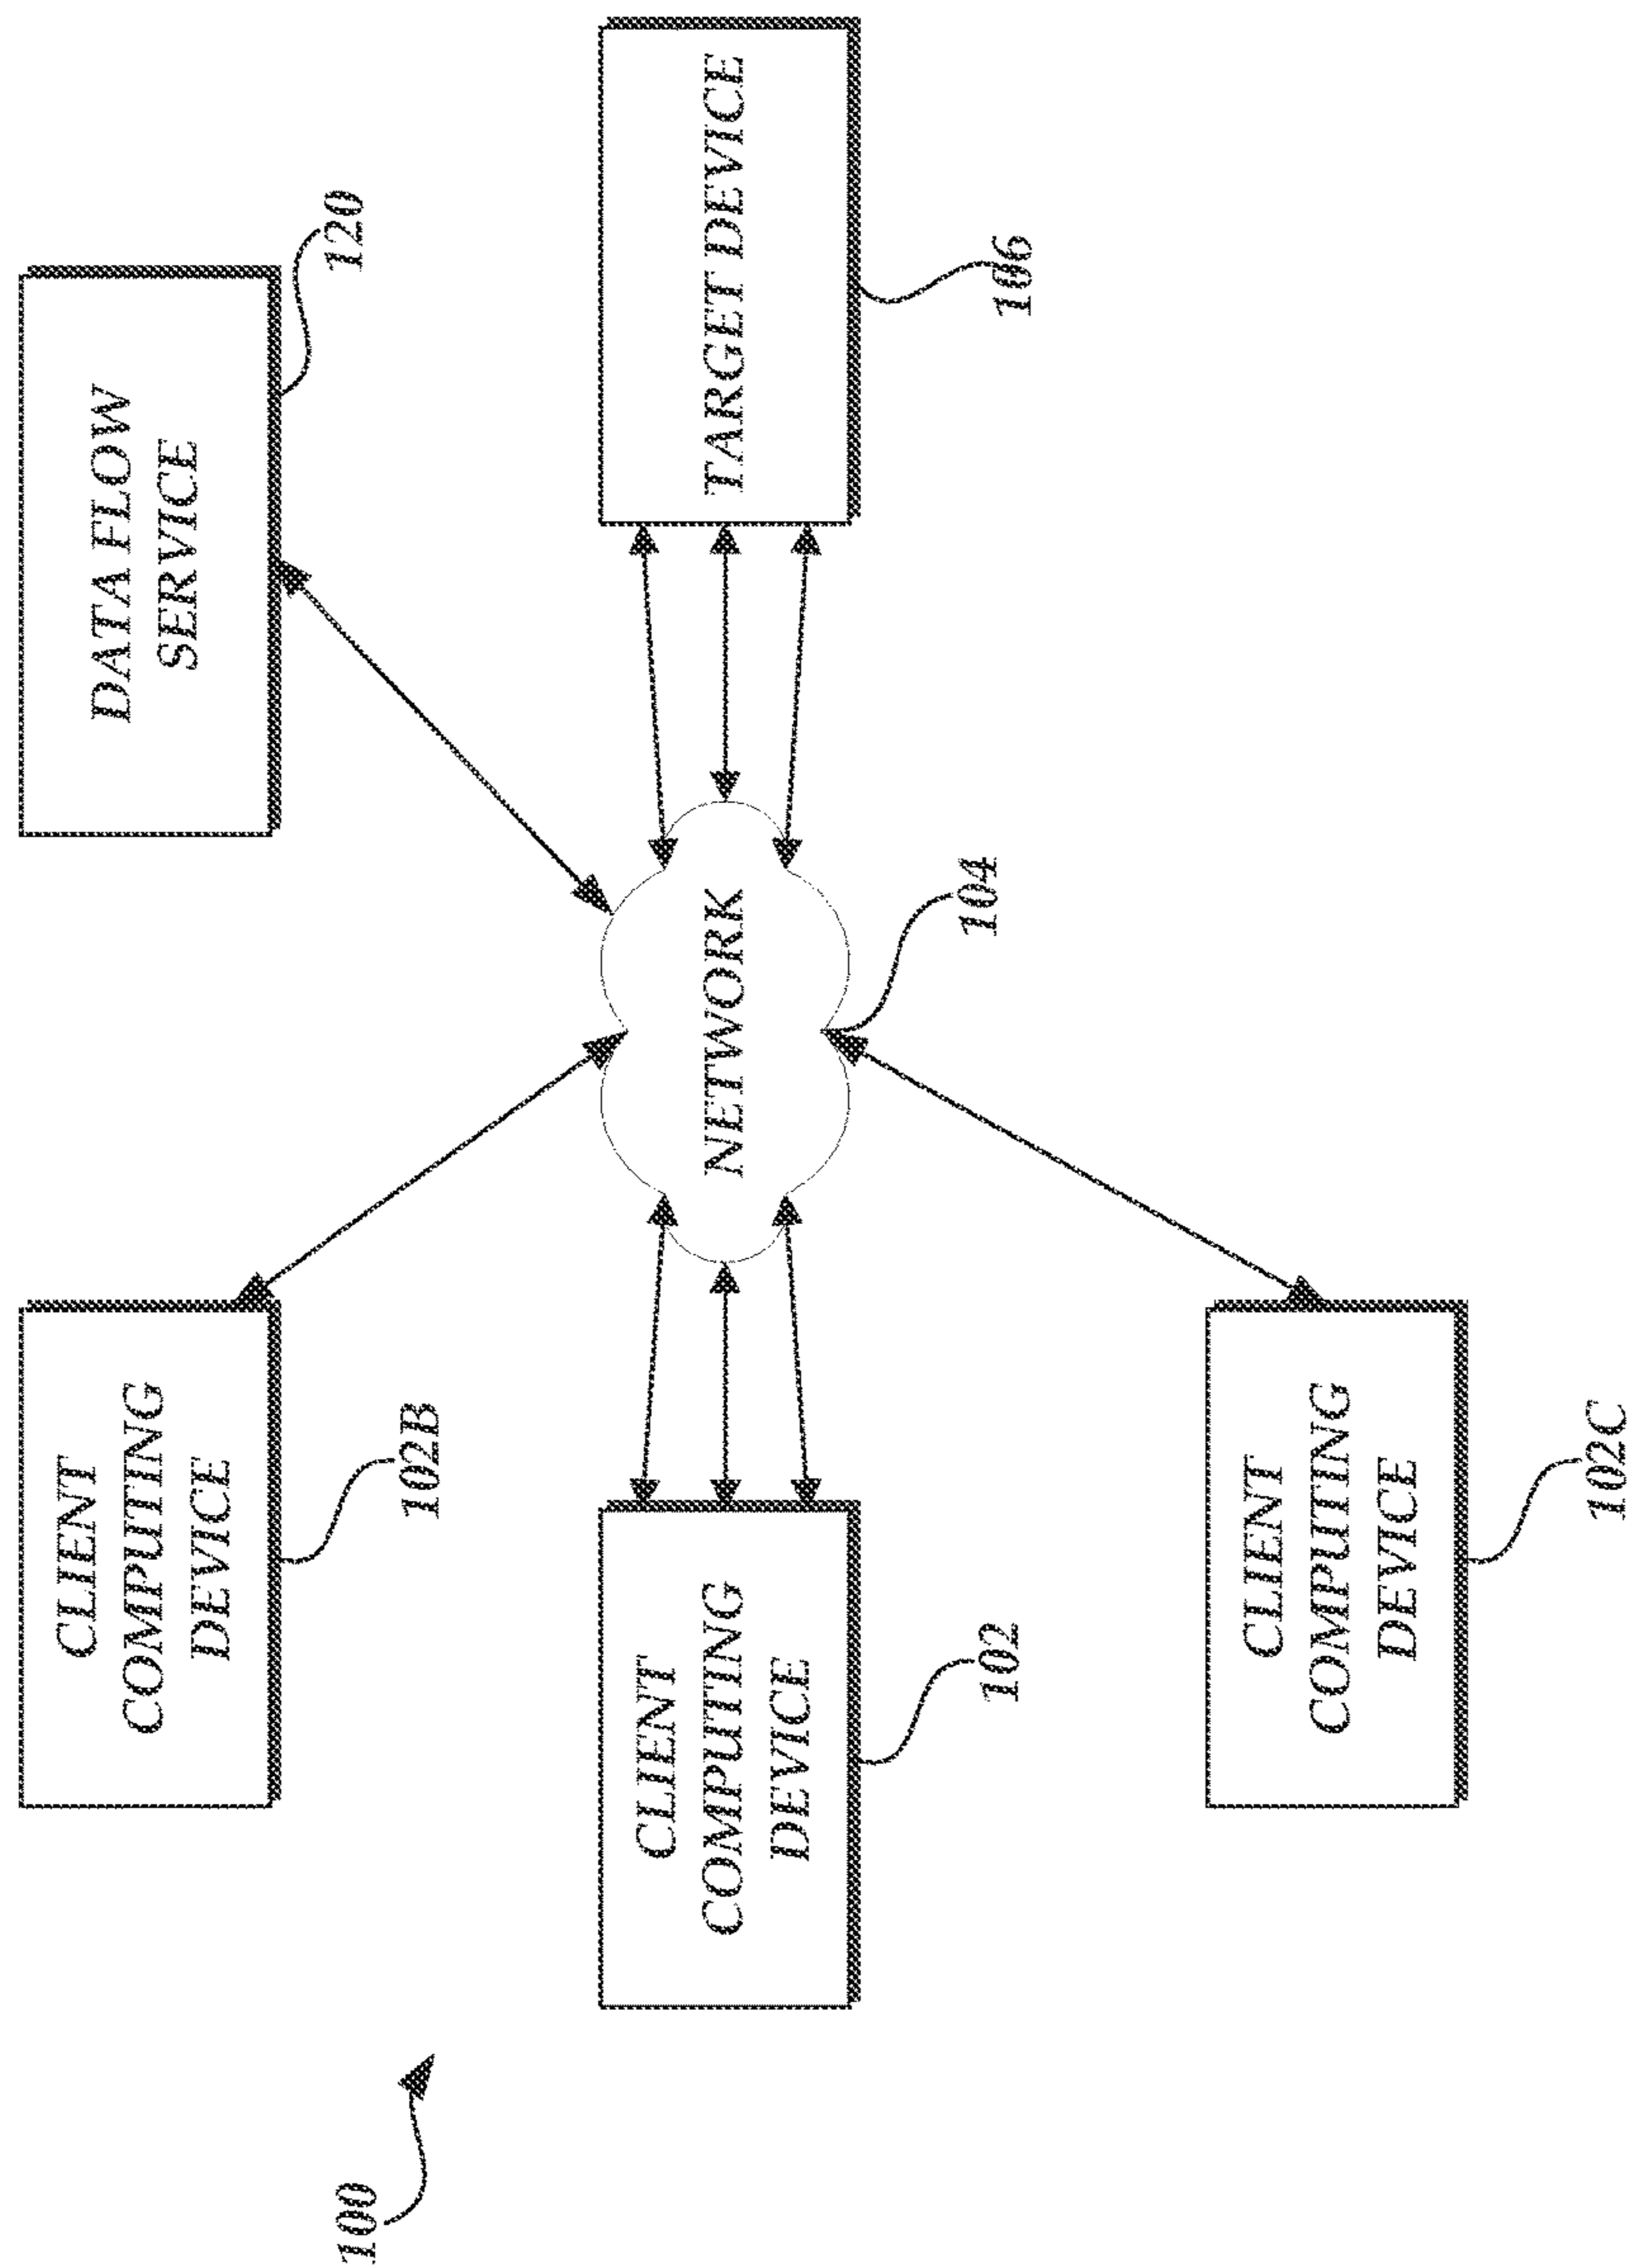 CLIENT
COMPUTING
DEVICE
102B
DATA FLOW
SERVICE
120
CLIENT
COMPUTING
DEVICE
102
NETWORK
104
TARGET DEVICE
106
CLIENT
COMPUTING
DEVICE
102C
100